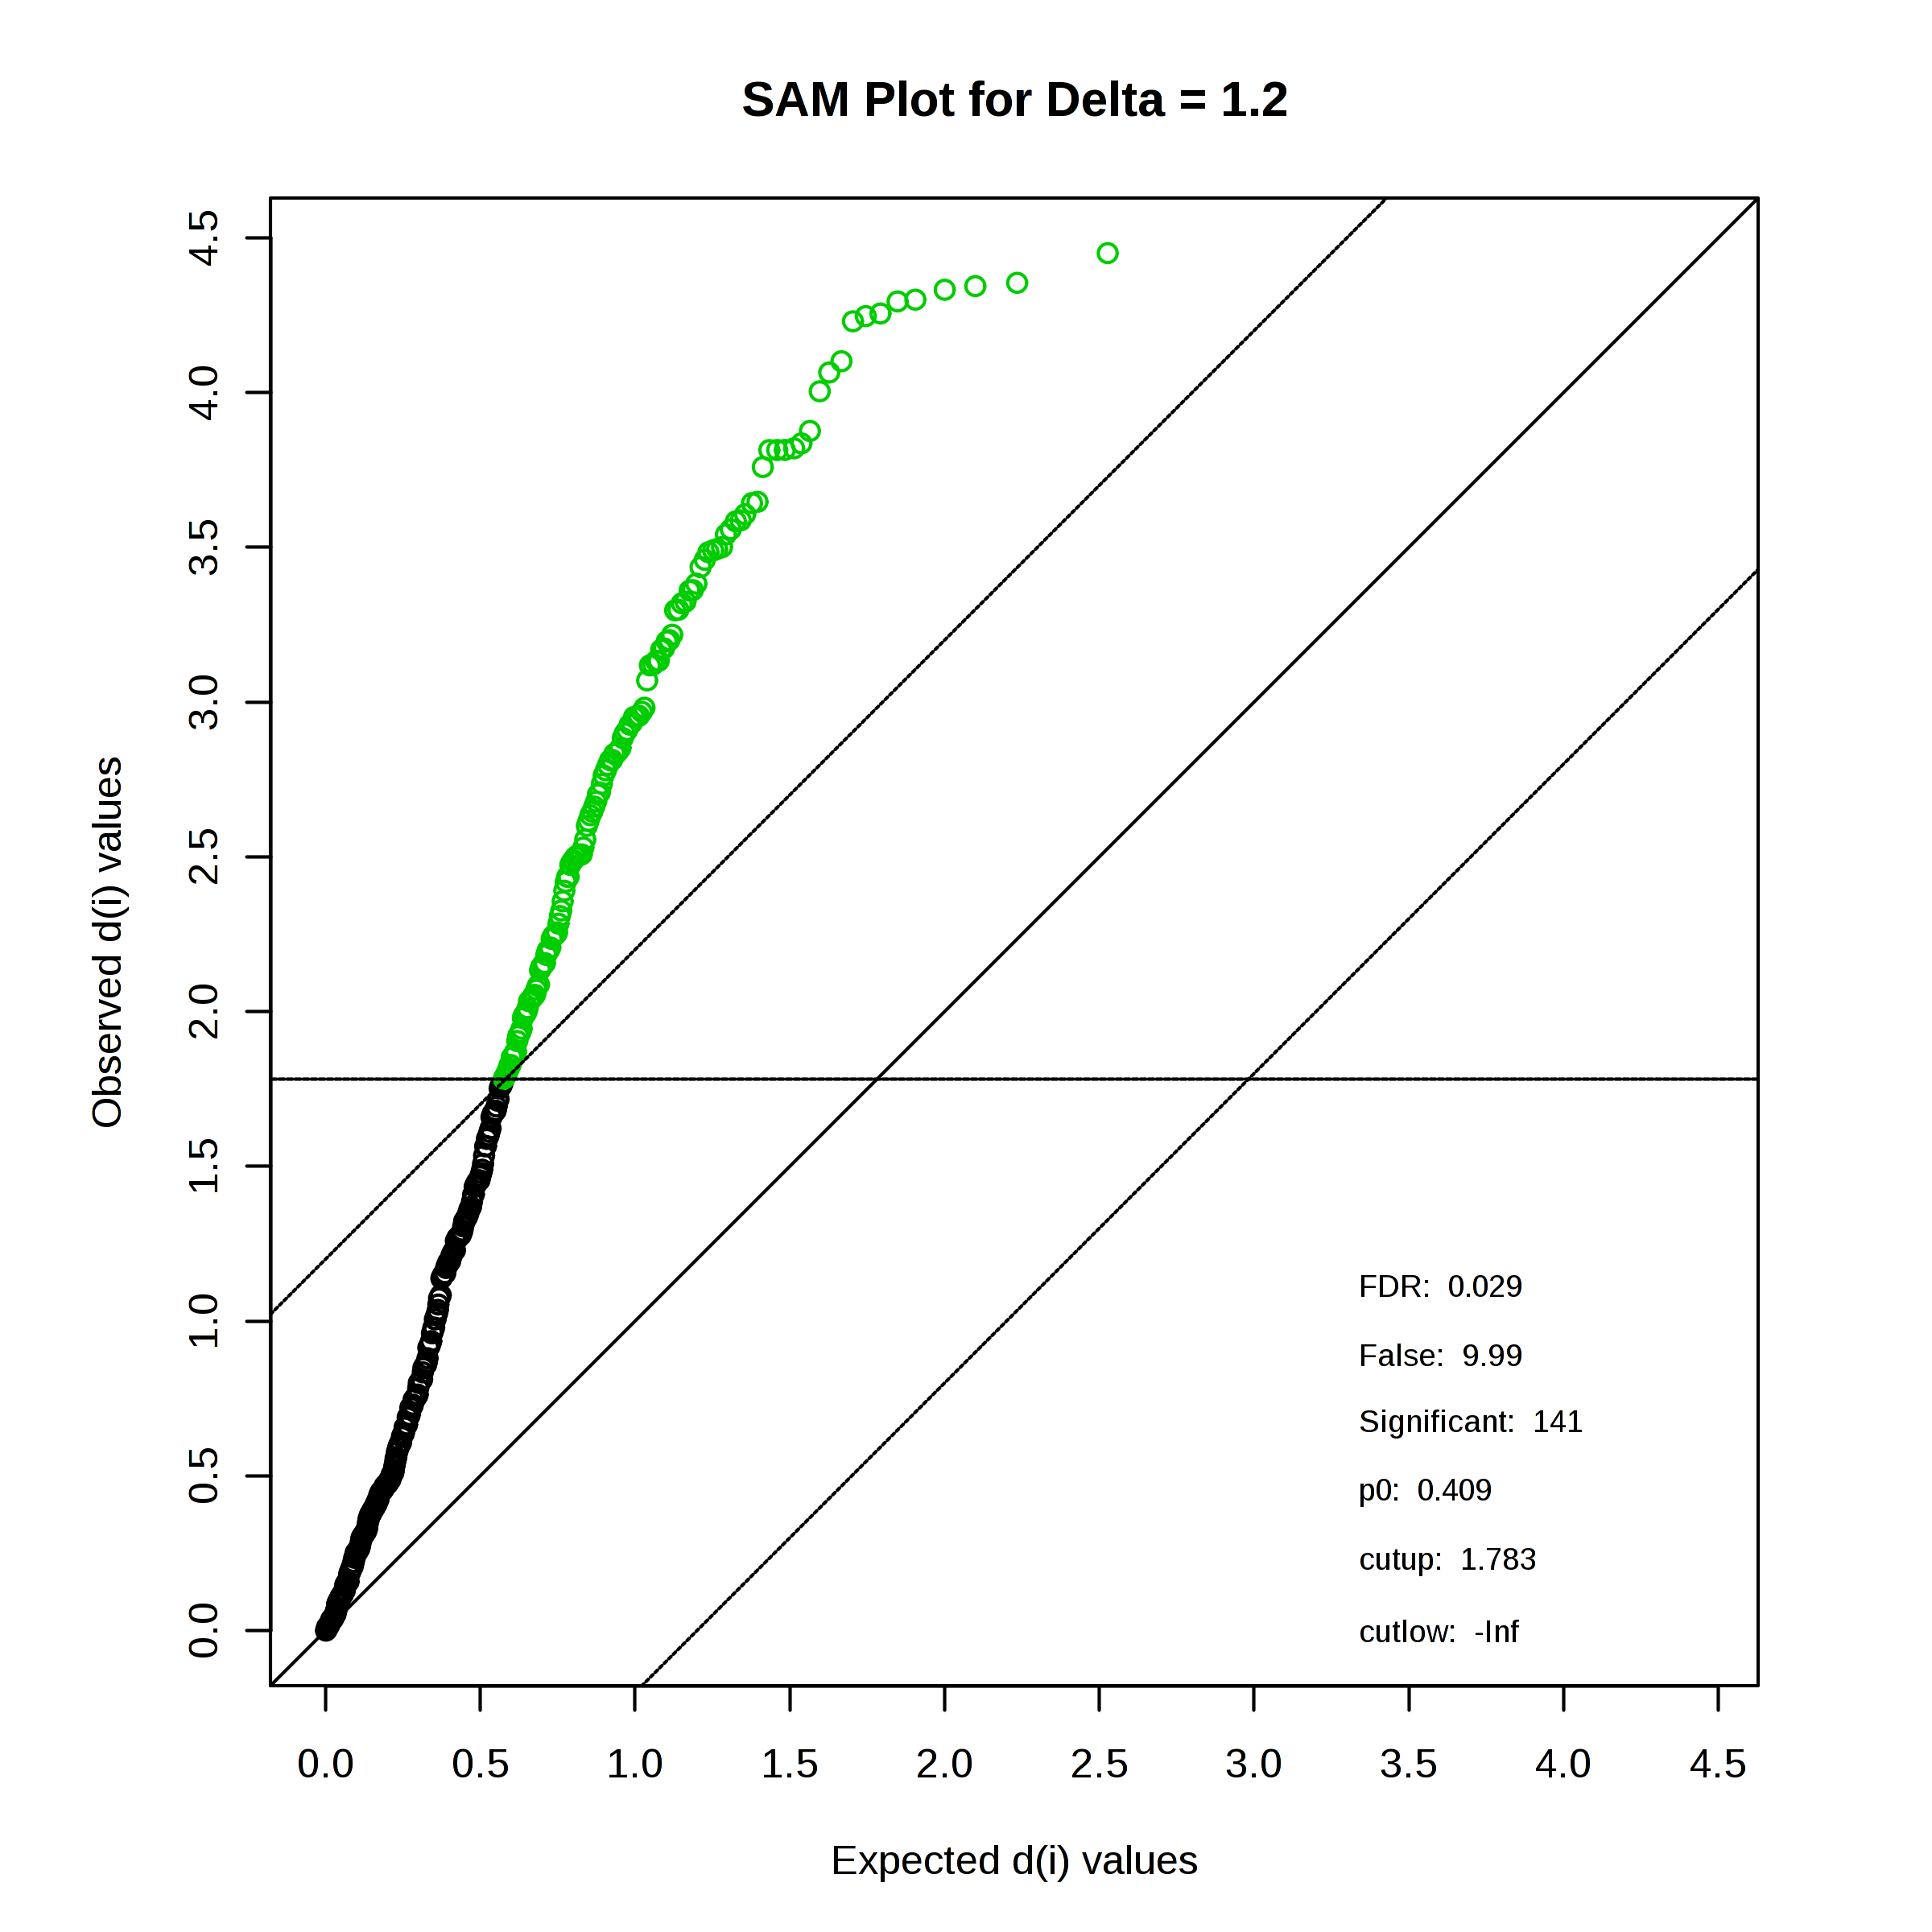 SAM Plot for Delta = 1.2
Observed d(i) values
4.5
4.0
3.5
3.0
2.5
2.0
1.5
1.0
0.5
0.0
FDR: 0.029
False: 9.99
Significant: 141
p0: 0.409
cutup: 1.783
cutlow: -Inf
0.0 0.5 1.0 1.5 2.0 2.5 3.0 3.5 4.0 4.5
Expected d(i) values